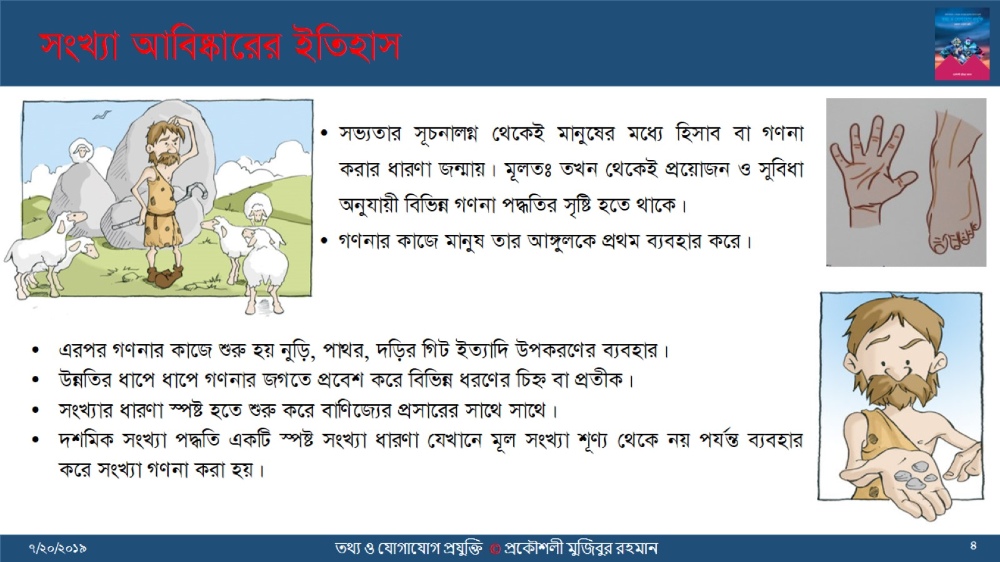 সংখ্যা আবিষ্কারের ইতিহাস
• সভ্যতার সূচনালগ্ন থেকেই মানুষের মধ্যে হিসাব বা গণনা
করার ধারণা জন্মায়। মূলতঃ তখন থেকেই প্রয়োজন ও সুবিধা
অনুযায়ী বিভিন্ন গণনা পদ্ধতির সৃষ্টি হতে থাকে।
• গণনার কাজে মানুষ তার আঙ্গুলকে প্রথম ব্যবহার করে।
• এরপর গণনার কাজে শুরু হয় নুড়ি, পাথর, দড়ির গিট ইত্যাদি উপকরণের ব্যবহার।
• উন্নতির ধাপে ধাপে গণনার জগতে প্রবেশ করে বিভিন্ন ধরণের চিহ্ন বা প্রতীক।
• সংখ্যার ধারণা স্পষ্ট হতে শুরু করে বাণিজ্যের প্রসারের সাথে সাথে।
• দশমিক সংখ্যা পদ্ধতি একটি স্পষ্ট সংখ্যা ধারণা যেখানে মূল সংখ্যা শূণ্য থেকে নয় পর্যন্ত ব্যবহার
করে সংখ্যা গণনা করা হয়।
৭/২০/২০১৯
তথ্য ও যোগাযোগ প্রযুক্তি © প্রকৌশলী মুজিবুর রহমান
৪